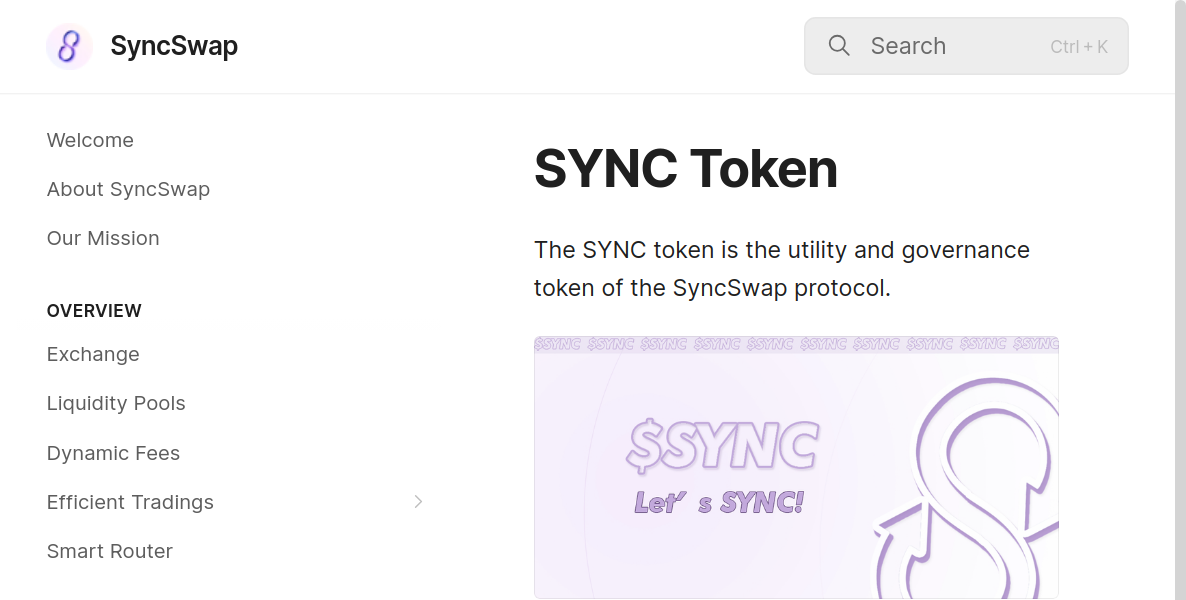 SyncSwap
Search
Ctrl + K
Welcome
About SyncSwap
Our Mission
OVERVIEW
Exchange
Liquidity Pools
Dynamic Fees
Efficient Tradings
Smart Router
SYNC Token
The SYNC token is the utility and governance
token of the SyncSwap protocol.
$SYNC $SYNC $SYNC $SYNC $SYNC $SYNC $SYNC $SYNC $SYNC $SYNC
$SYNC
Let’s SYNC!